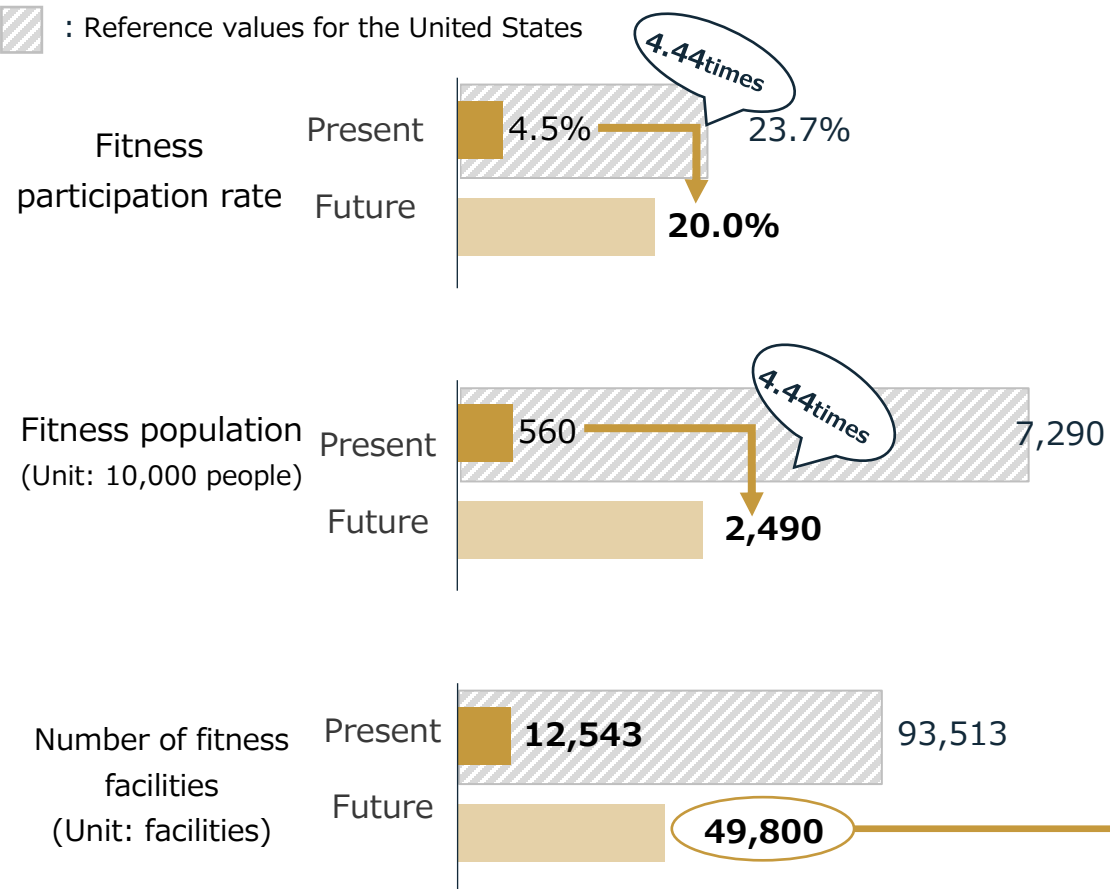 : Reference values for the United States
4.44times
Fitness
participation rate
Present
4.5%
23.7%
Future
20.0%
Fitness population
(Unit: 10,000 people)
4.44times
Present
560
7,290
Future
2,490
Number of fitness
facilities
(Unit: facilities)
Present
12,543
93,513
Future
49,800